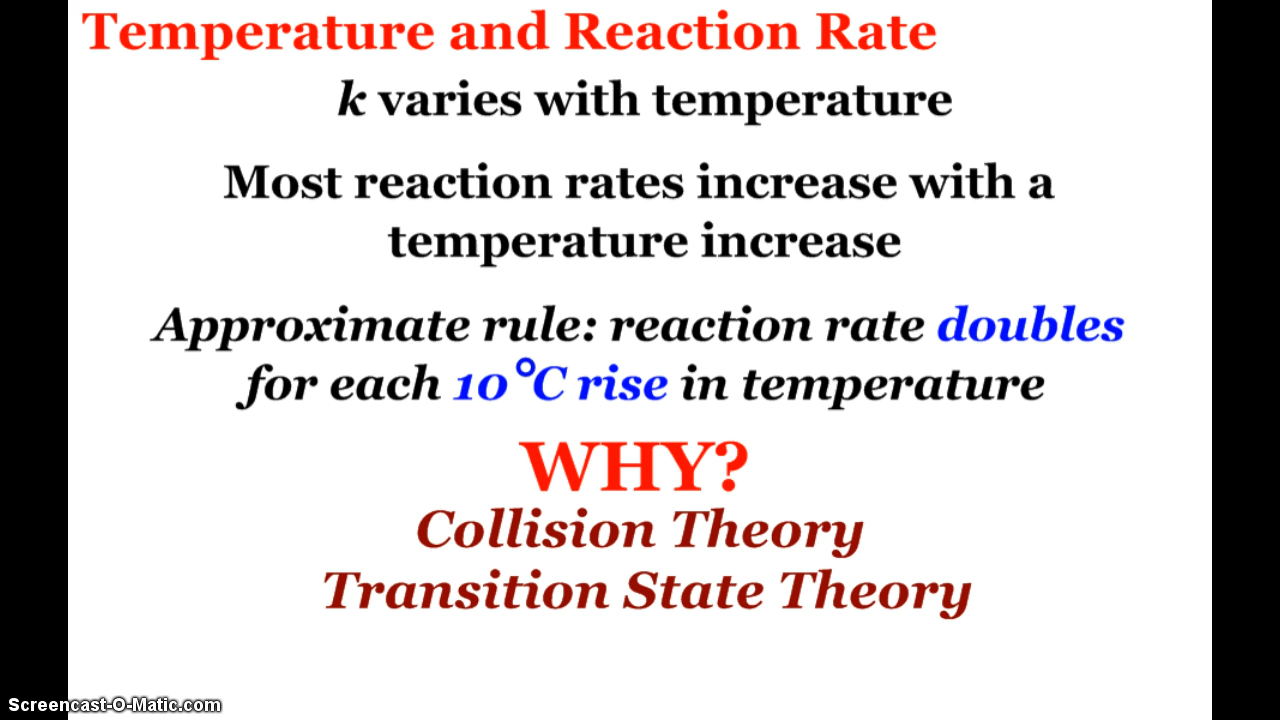 Temperature and Reaction Rate
k varies with temperature
Most reaction rates increase with a
temperature increase
Approximate rule: reaction rate doubles
for each 10°C rise in temperature
WHY?
Collision Theory
Transition State Theory
Screencast-O-Matic.com